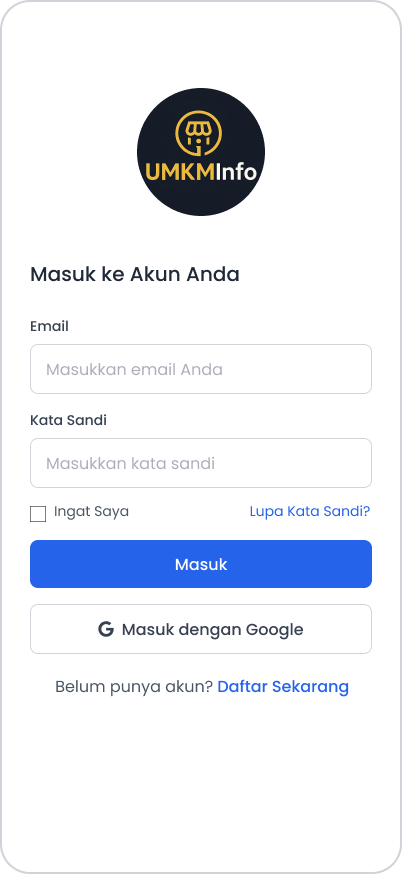 UMKMInfo
Masuk ke Akun Anda
Email
Masukkan email Anda
Kata Sandi
Masukkan kata sandi
Ingat Saya Lupa Kata Sandi?
Masuk
G Masuk dengan Google
Belum punya akun? Daftar Sekarang